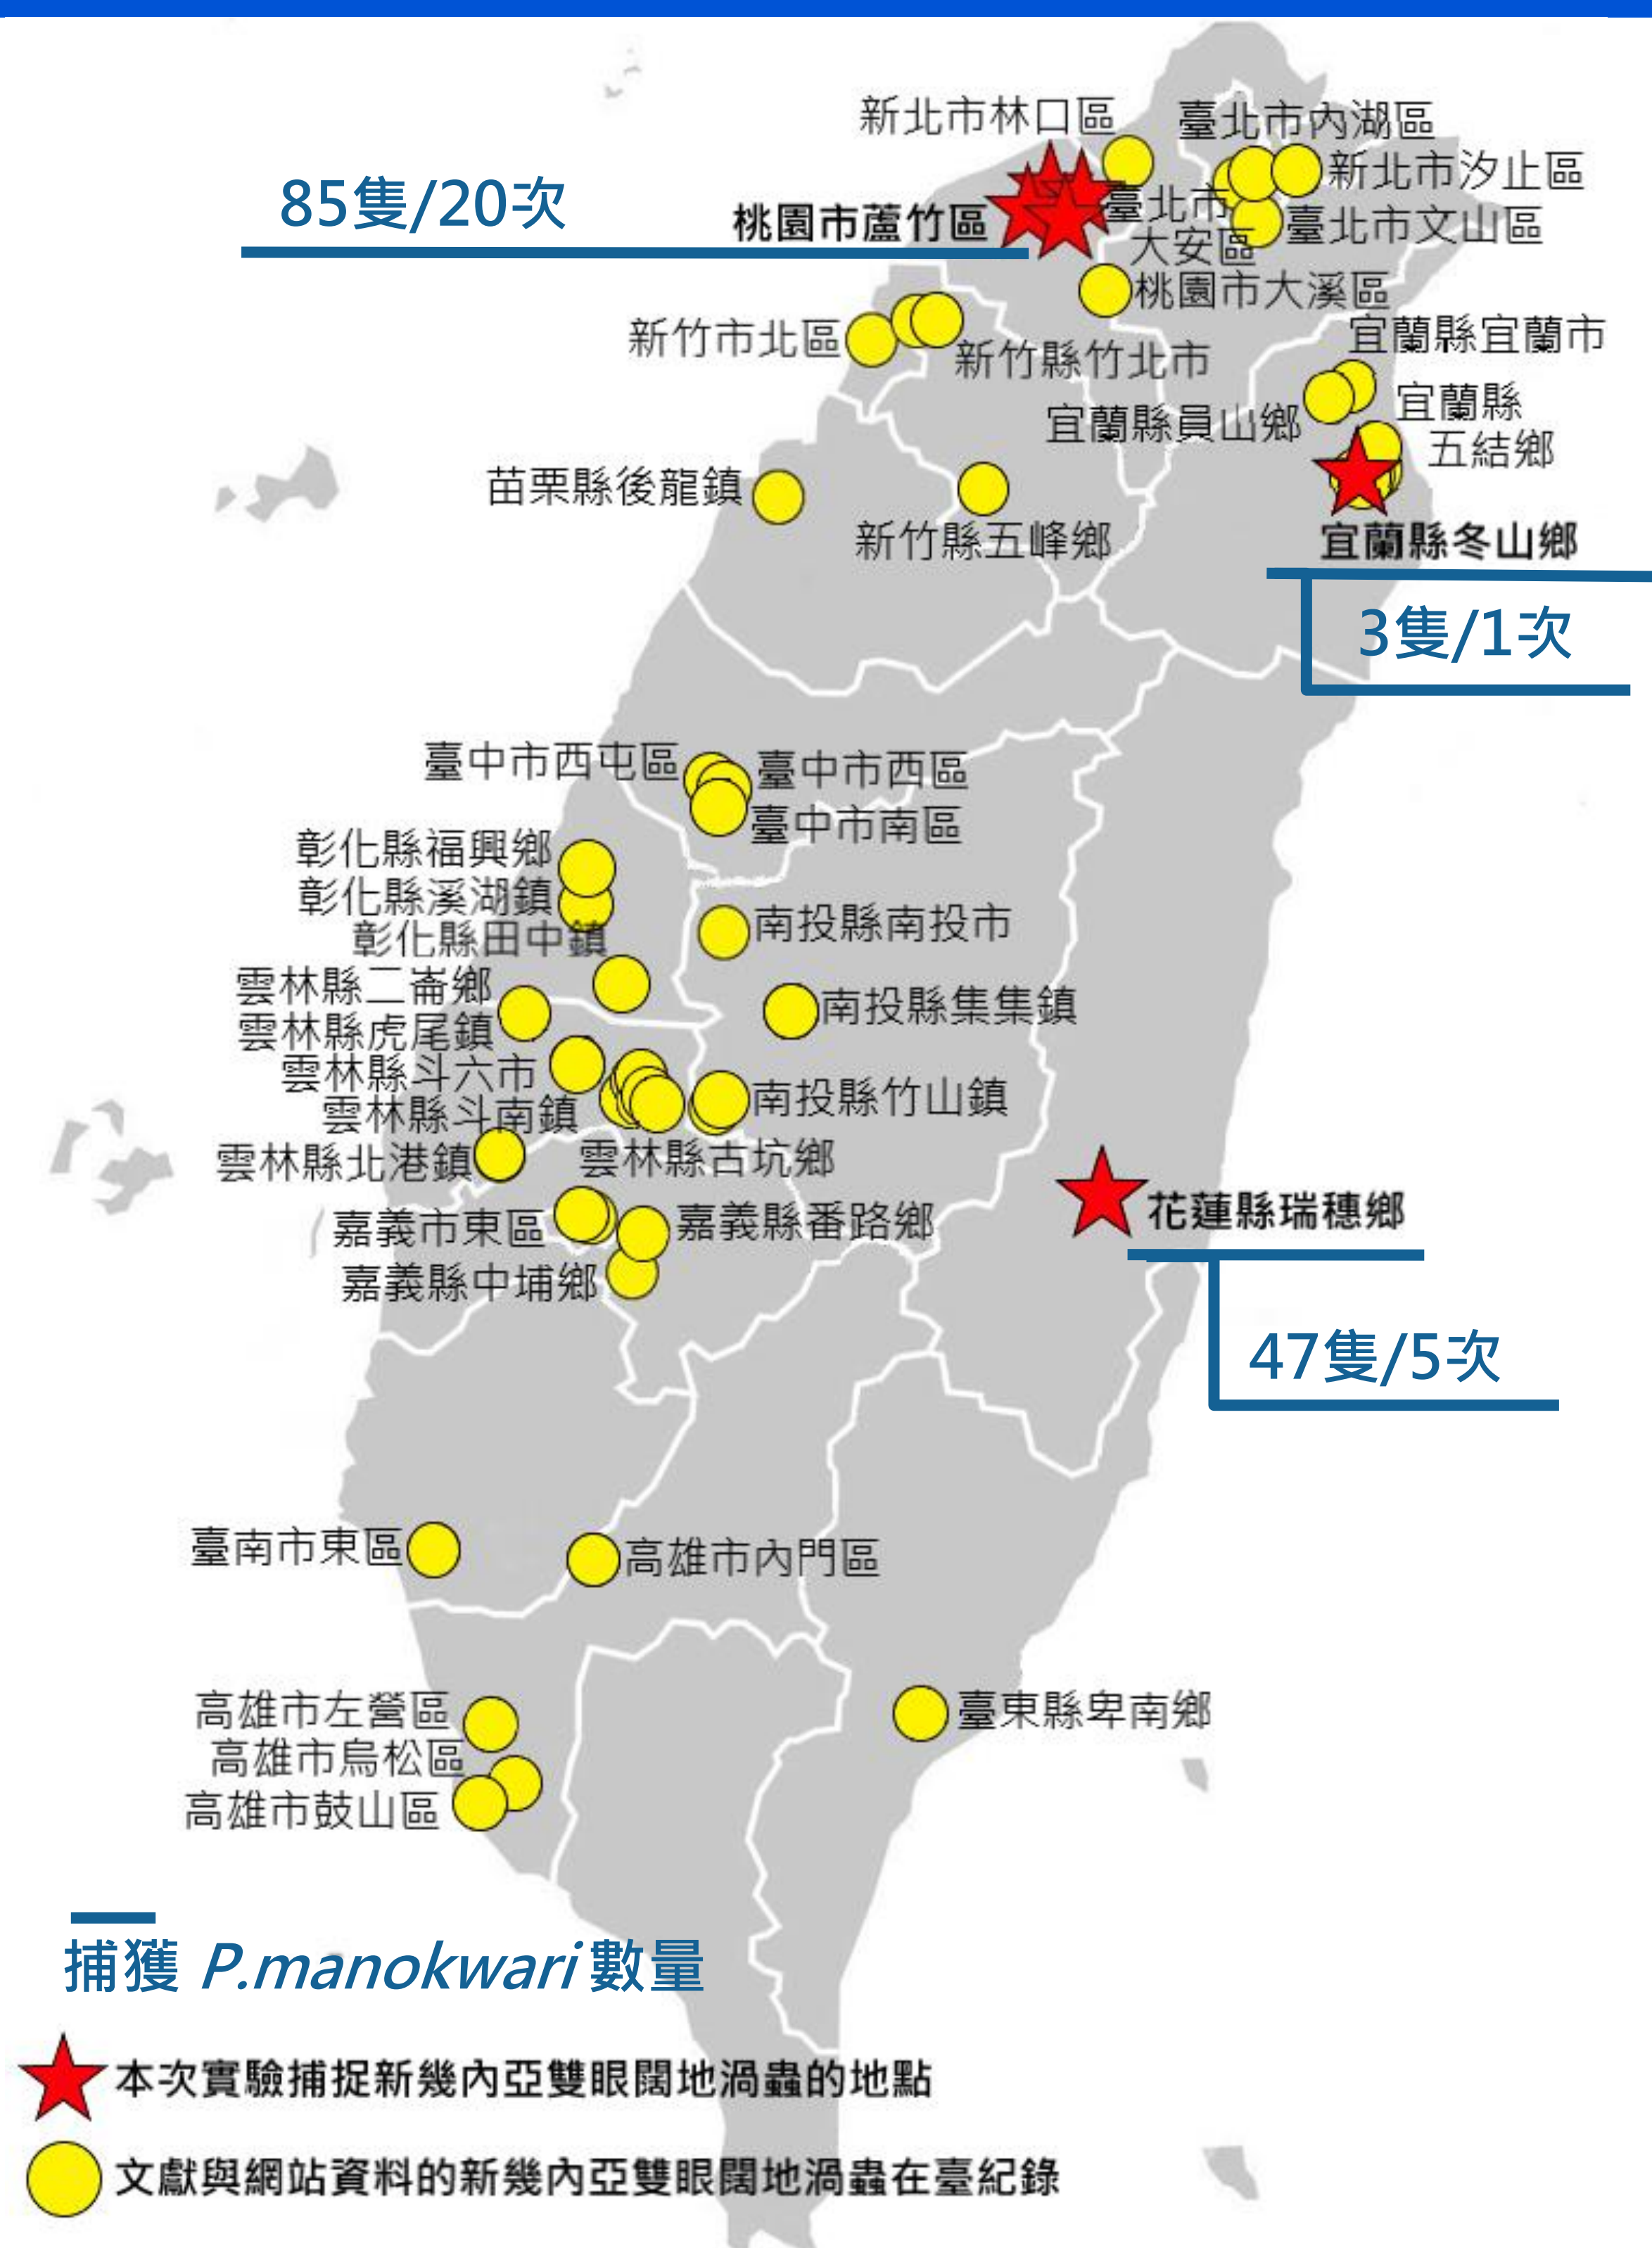 新北市林口區
臺北市內湖區
新北市汐止區
85隻/20次
桃園市蘆竹區
臺北市
大安區
臺北市文山區
桃園市大溪區
新竹市北區
新竹縣竹北市
宜蘭縣宜蘭市
宜蘭縣員山鄉
宜蘭縣
五結鄉
苗栗縣後龍鎮
新竹縣五峰鄉
宜蘭縣冬山鄉
3隻/1次
臺中市西屯區
臺中市西區
臺中市南區
彰化縣福興鄉
彰化縣溪湖鎮
彰化縣田中鎮
南投縣南投市
雲林縣二崙鄉
南投縣集集鎮
雲林縣虎尾鎮
雲林縣斗六市
雲林縣斗南鎮
南投縣竹山鎮
雲林縣北港鎮
雲林縣古坑鄉
嘉義市東區
嘉義縣番路鄉
花蓮縣瑞穗鄉
嘉義縣中埔鄉
47隻/5次
臺南市東區
高雄市內門區
高雄市左營區
臺東縣卑南鄉
高雄市鳥松區
高雄市鼓山區
捕獲 P.manokwari 數量
本次實驗捕捉新幾內亞雙眼闊地渦蟲的地點
文獻與網站資料的新幾內亞雙眼闊地渦蟲在臺紀錄